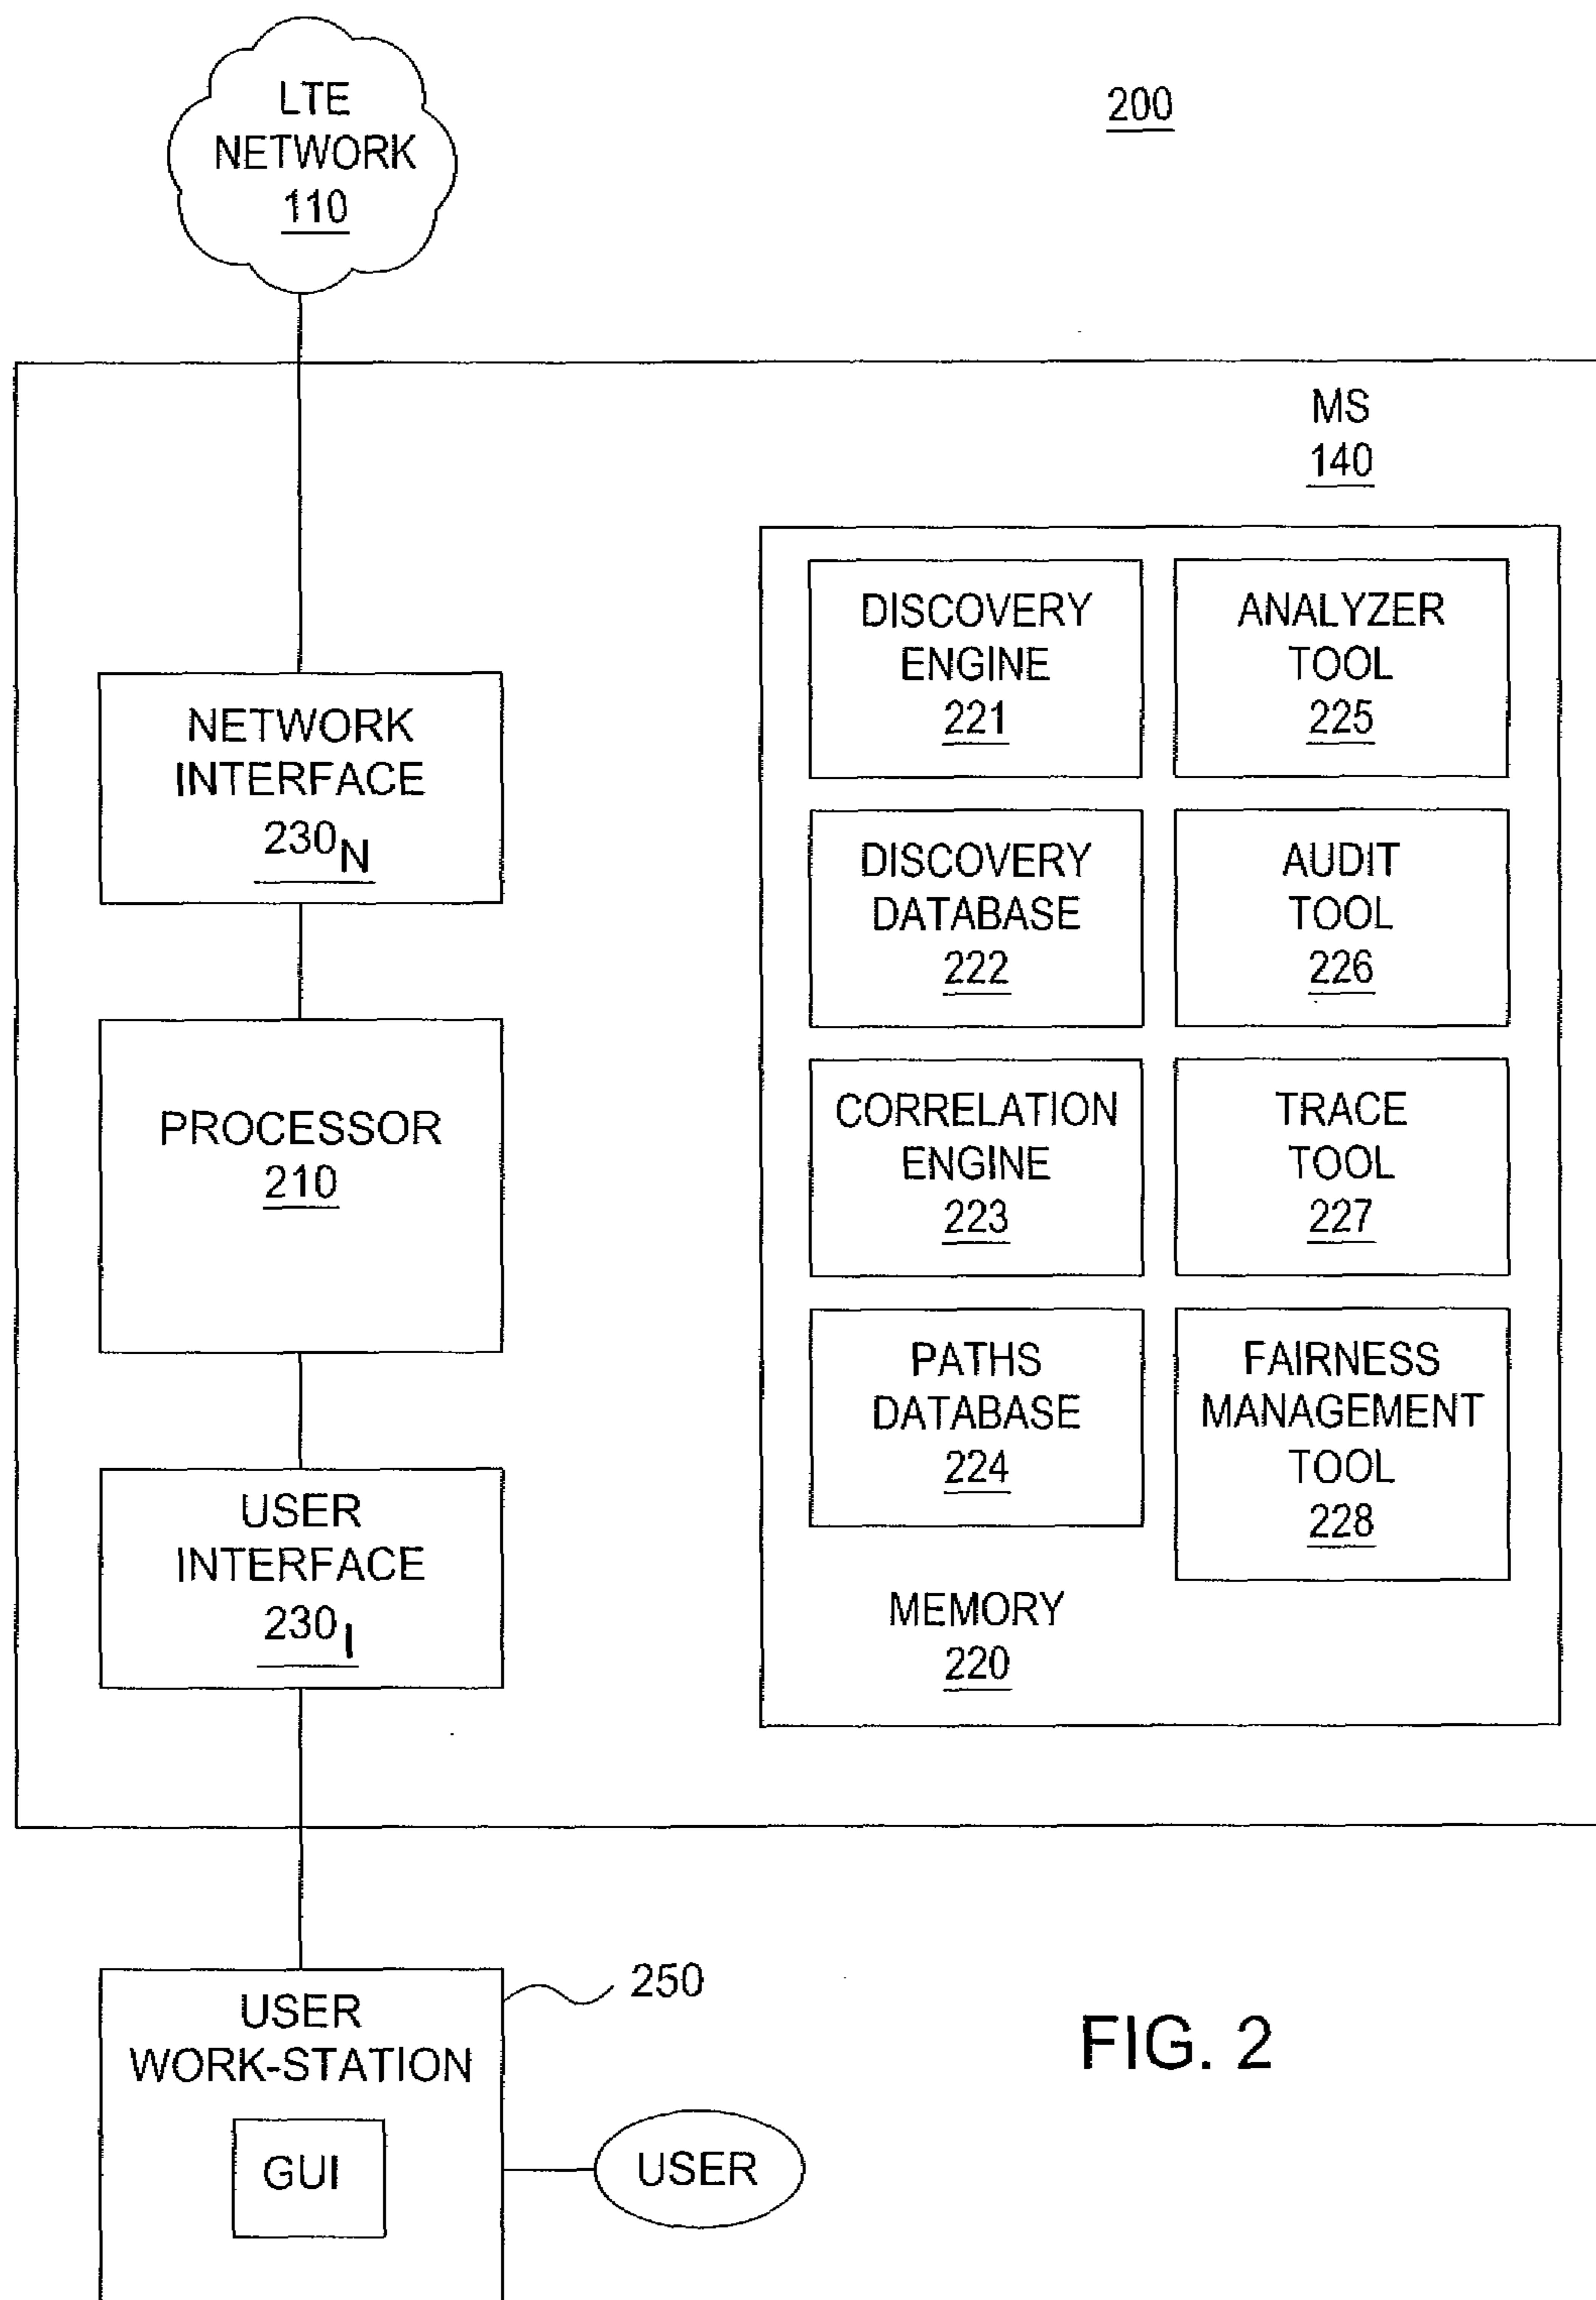 LTE
NETWORK
110
200
MS
140
NETWORK
INTERFACE
230N
PROCESSOR
210
USER
INTERFACE
230I
DISCOVERY
ENGINE
221
ANALYZER
TOOL
225
DISCOVERY
DATABASE
222
AUDIT
TOOL
226
CORRELATION
ENGINE
223
TRACE
TOOL
227
PATHS
DATABASE
224
FAIRNESS
MANAGEMENT
TOOL
228
MEMORY
220
USER
WORK-STATION
250
GUI
USER
FIG. 2